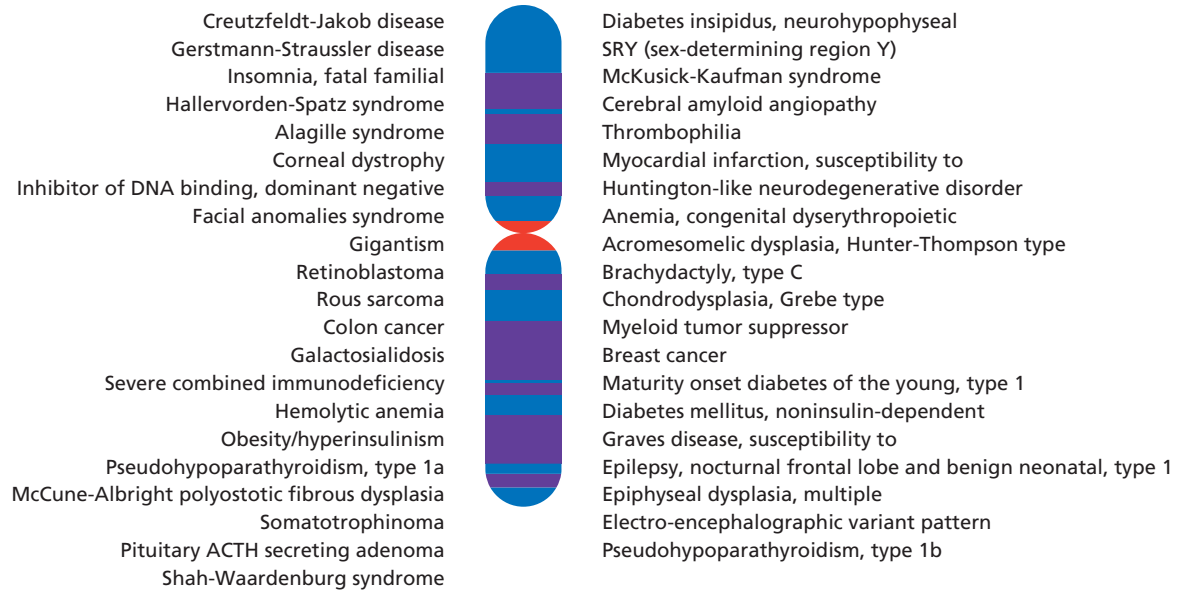 Creutzfeldt-Jakob disease
Gerstmann-Straussler disease
Insomnia, fatal familial
Hallervorden-Spatz syndrome
Alagille syndrome
Corneal dystrophy
Inhibitor of DNA binding, dominant negative
Facial anomalies syndrome
Gigantism
Retinoblastoma
Rous sarcoma
Colon cancer
Galactosialidosis
Severe combined immunodeficiency
Hemolytic anemia
Obesity/hyperinsulinism
Pseudohypoparathyroidism, type 1a
McCune-Albright polyostotic fibrous dysplasia
Somatotrophinoma
Pituitary ACTH secreting adenoma
Shah-Waardenburg syndrome
Diabetes insipidus, neurohypophyseal
SRY (sex-determining region Y)
McKusick-Kaufman syndrome
Cerebral amyloid angiopathy
Thrombophilia
Myocardial infarction, susceptibility to
Huntington-like neurodegenerative disorder
Anemia, congenital dyserythropoietic
Acromesomelic dysplasia, Hunter-Thompson type
Brachydactyly, type C
Chondrodysplasia, Grebe type
Myeloid tumor suppressor
Breast cancer
Maturity onset diabetes of the young, type 1
Diabetes mellitus, noninsulin-dependent
Graves disease, susceptibility to
Epilepsy, nocturnal frontal lobe and benign neonatal, type 1
Epiphyseal dysplasia, multiple
Electro-encephalographic variant pattern
Pseudohypoparathyroidism, type 1b